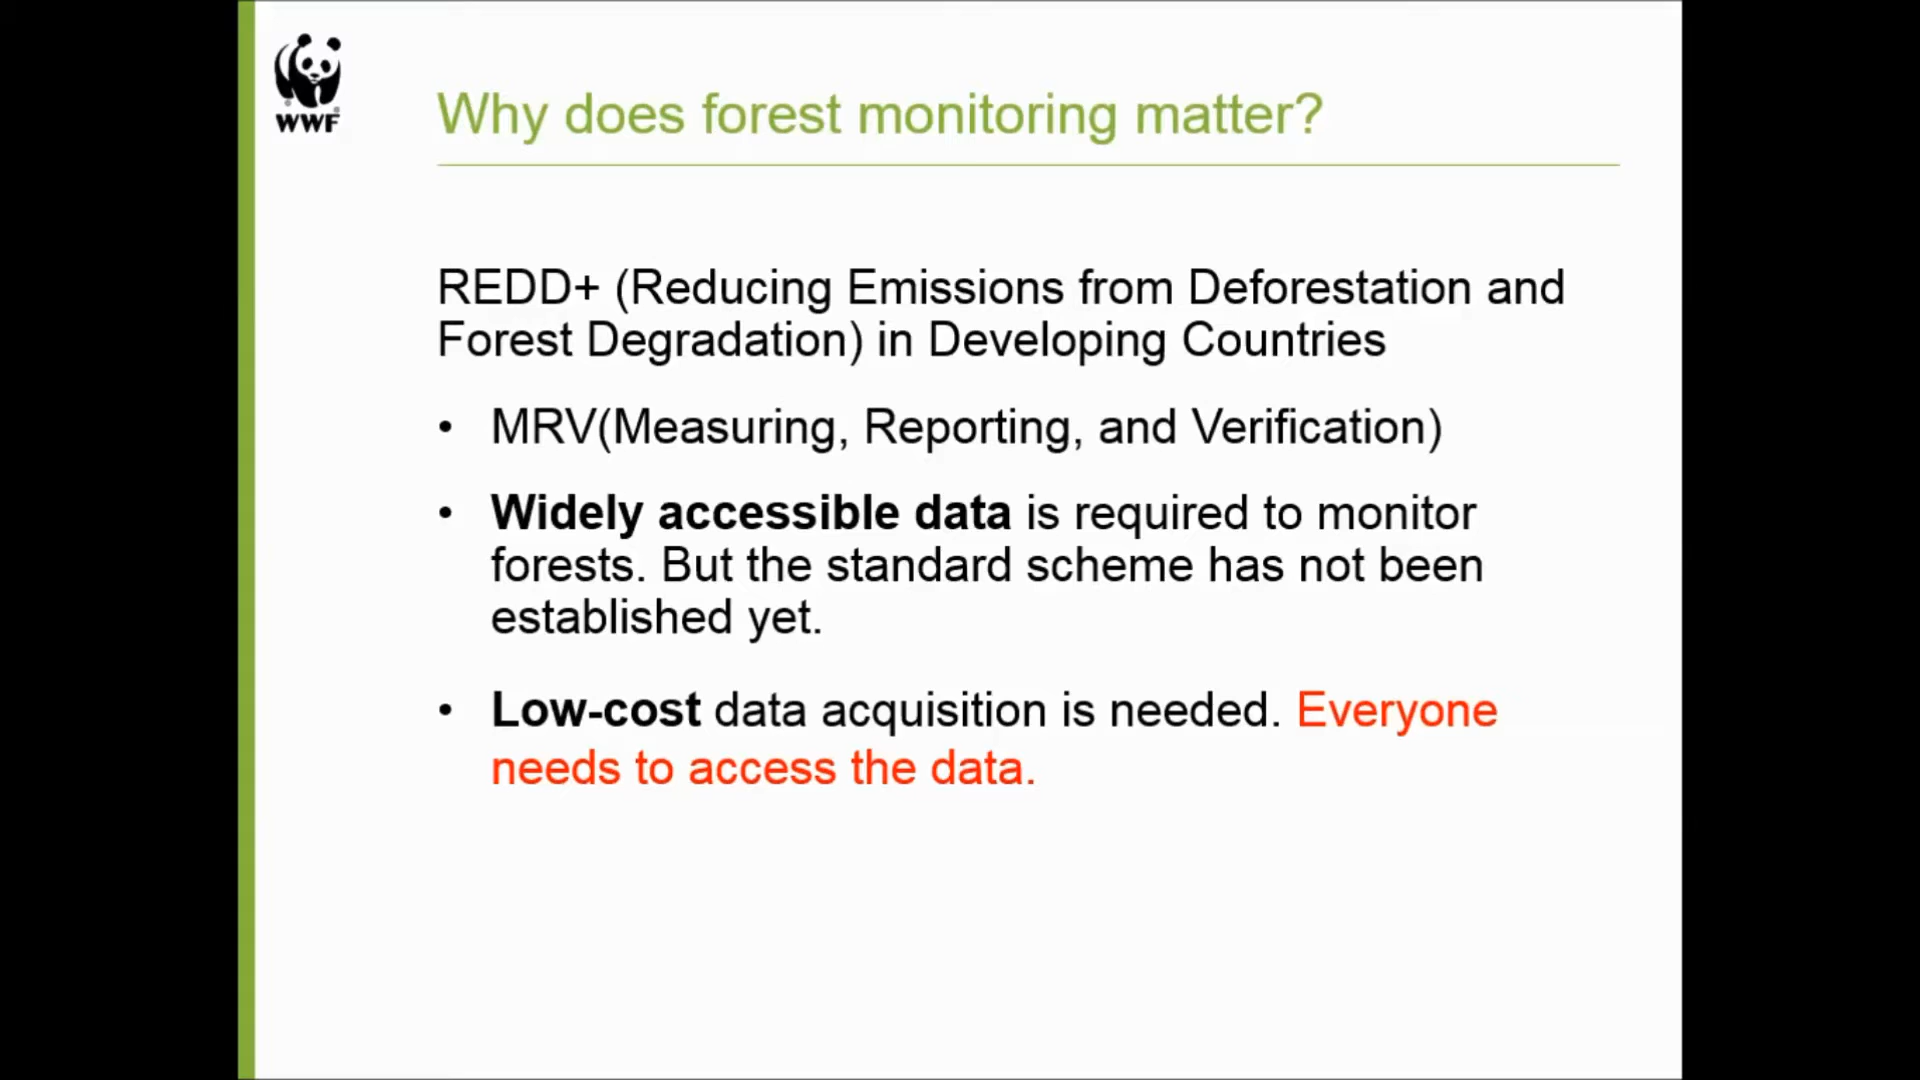 WWF
Why does forest monitoring matter?
REDD+ (Reducing Emissions from Deforestation and
Forest Degradation) in Developing Countries
• MRV(Measuring, Reporting, and Verification)
• Widely accessible data is required to monitor
forests. But the standard scheme has not been
established yet.
• Low-cost data acquisition is needed. Everyone
needs to access the data.